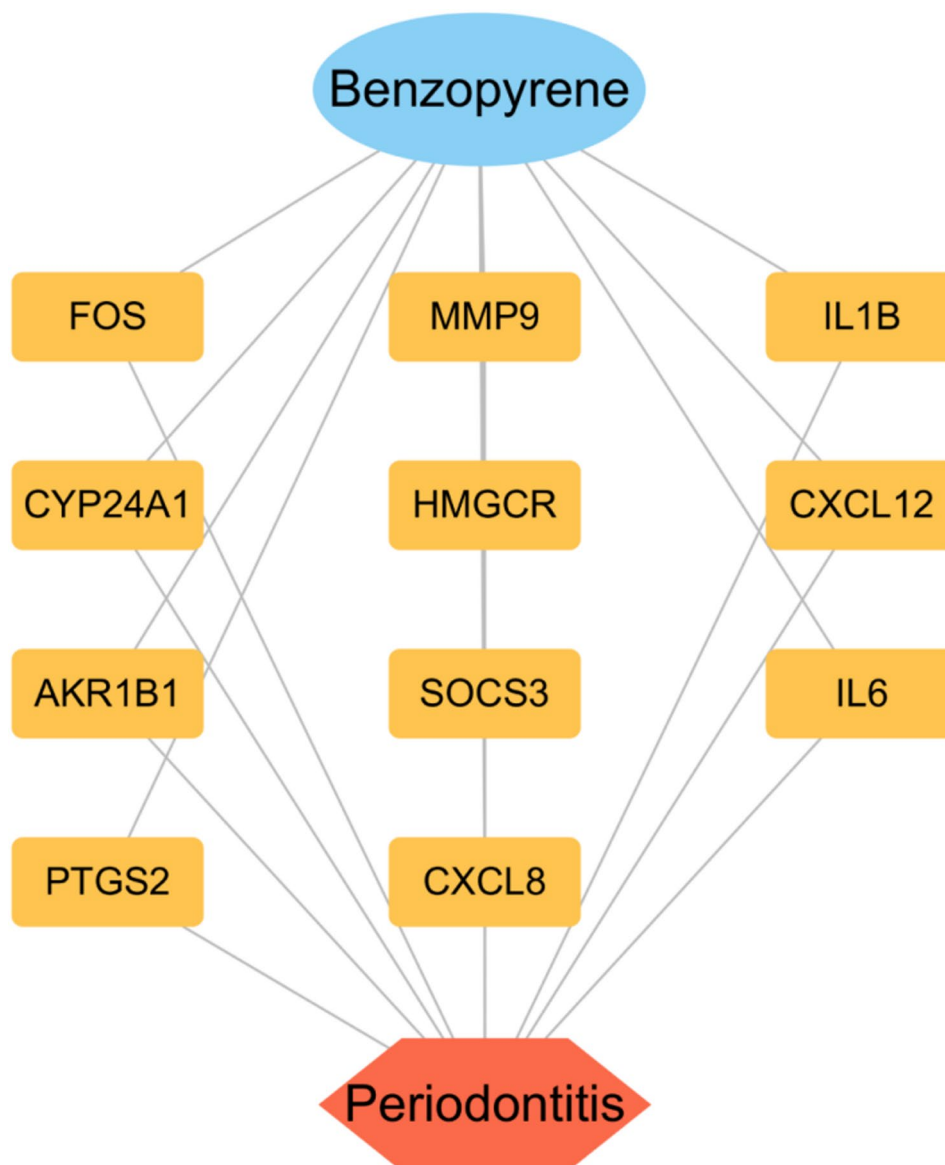 Benzopyrene
FOS
MMP9
IL1B
CYP24A1
HMGCR
CXCL12
AKR1B1
SOCS3
IL6
PTGS2
CXCL8
Periodontitis